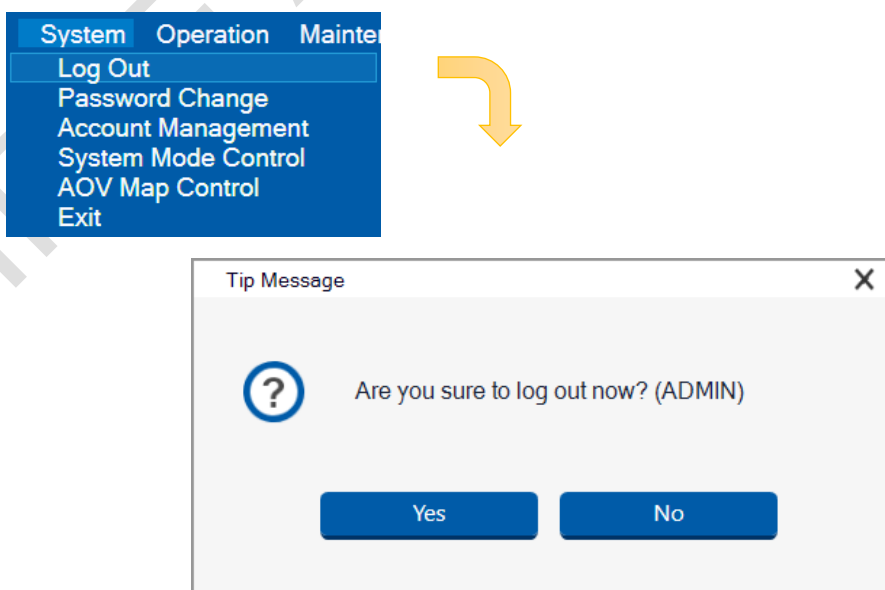 System Operation Mainte
Log Out
Password Change
Account Management
System Mode Control
AOV Map Control
Exit
Tip Message
Are you sure to log out now? (ADMIN)
Yes No